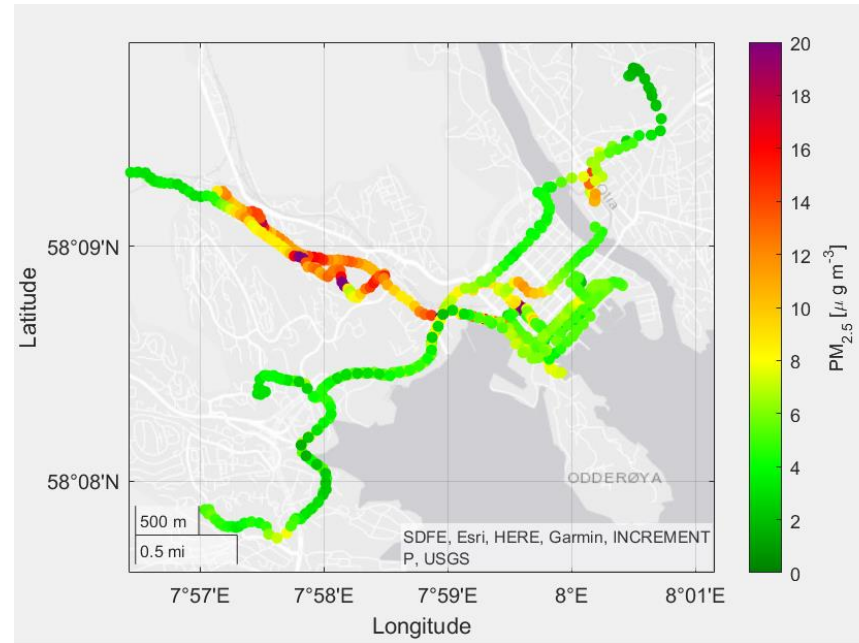 20
18
16
14
12
10
8
6
4
2
0
PM2.5 [μ g m-3]
58°09'N
58°08'N
Latitude
Otra
ODDERØYA
500 m
0.5 mi
SDFE, Esri, HERE, Garmin, INCREMENT
P, USGS
7°57'E 7°58'E 7°59'E 8°E 8°01'E
Longitude